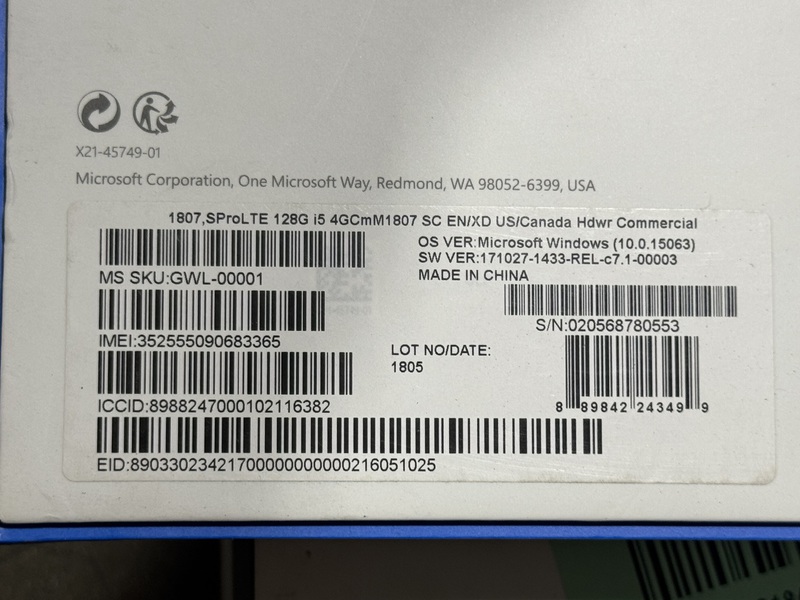 X21-45749-01
Microsoft Corporation, One Microsoft Way, Redmond, WA 98052-6399, USA
1807,SProLTE 128G i5 4GCmM1807 SC EN/XD US/Canada Hdwr Commercial
OS VER:Microsoft Windows (10.0.15063)
SW VER:171027-1433-REL-c7.1-00003
MADE IN CHINA
MS SKU:GWL-00001
S/N:020568780553
IMEI:352555090683365
LOT NO/DATE:
1805
ICCID:8988247000102116382
8 89842 24349 9
EID:89033023421700000000000216051025